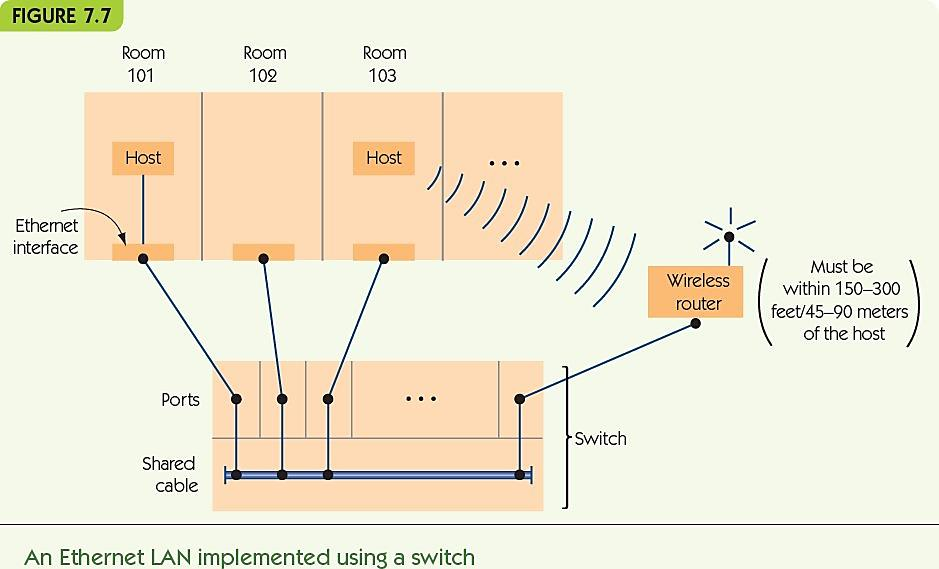 FIGURE 7.7
Room
101
Room
102
Room
103
Host
Host
...
Ethernet
interface
Wireless
router
Must be
within 150–300
feet/45–90 meters
of the host
Ports
...
Switch
Shared
cable
An Ethernet LAN implemented using a switch